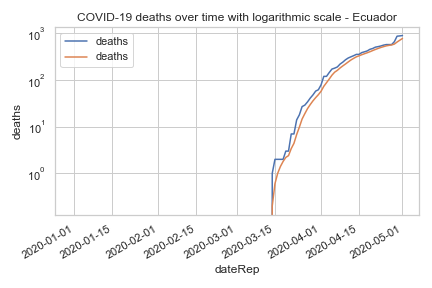 COVID-19 deaths over time with logarithmic scale - Ecuador
10³
10²
10¹
10⁰
deaths
deaths
deaths
2020-01-01
2020-01-15
2020-02-01
2020-02-15
2020-03-01
2020-03-15
2020-04-01
2020-04-15
2020-05-01
dateRep